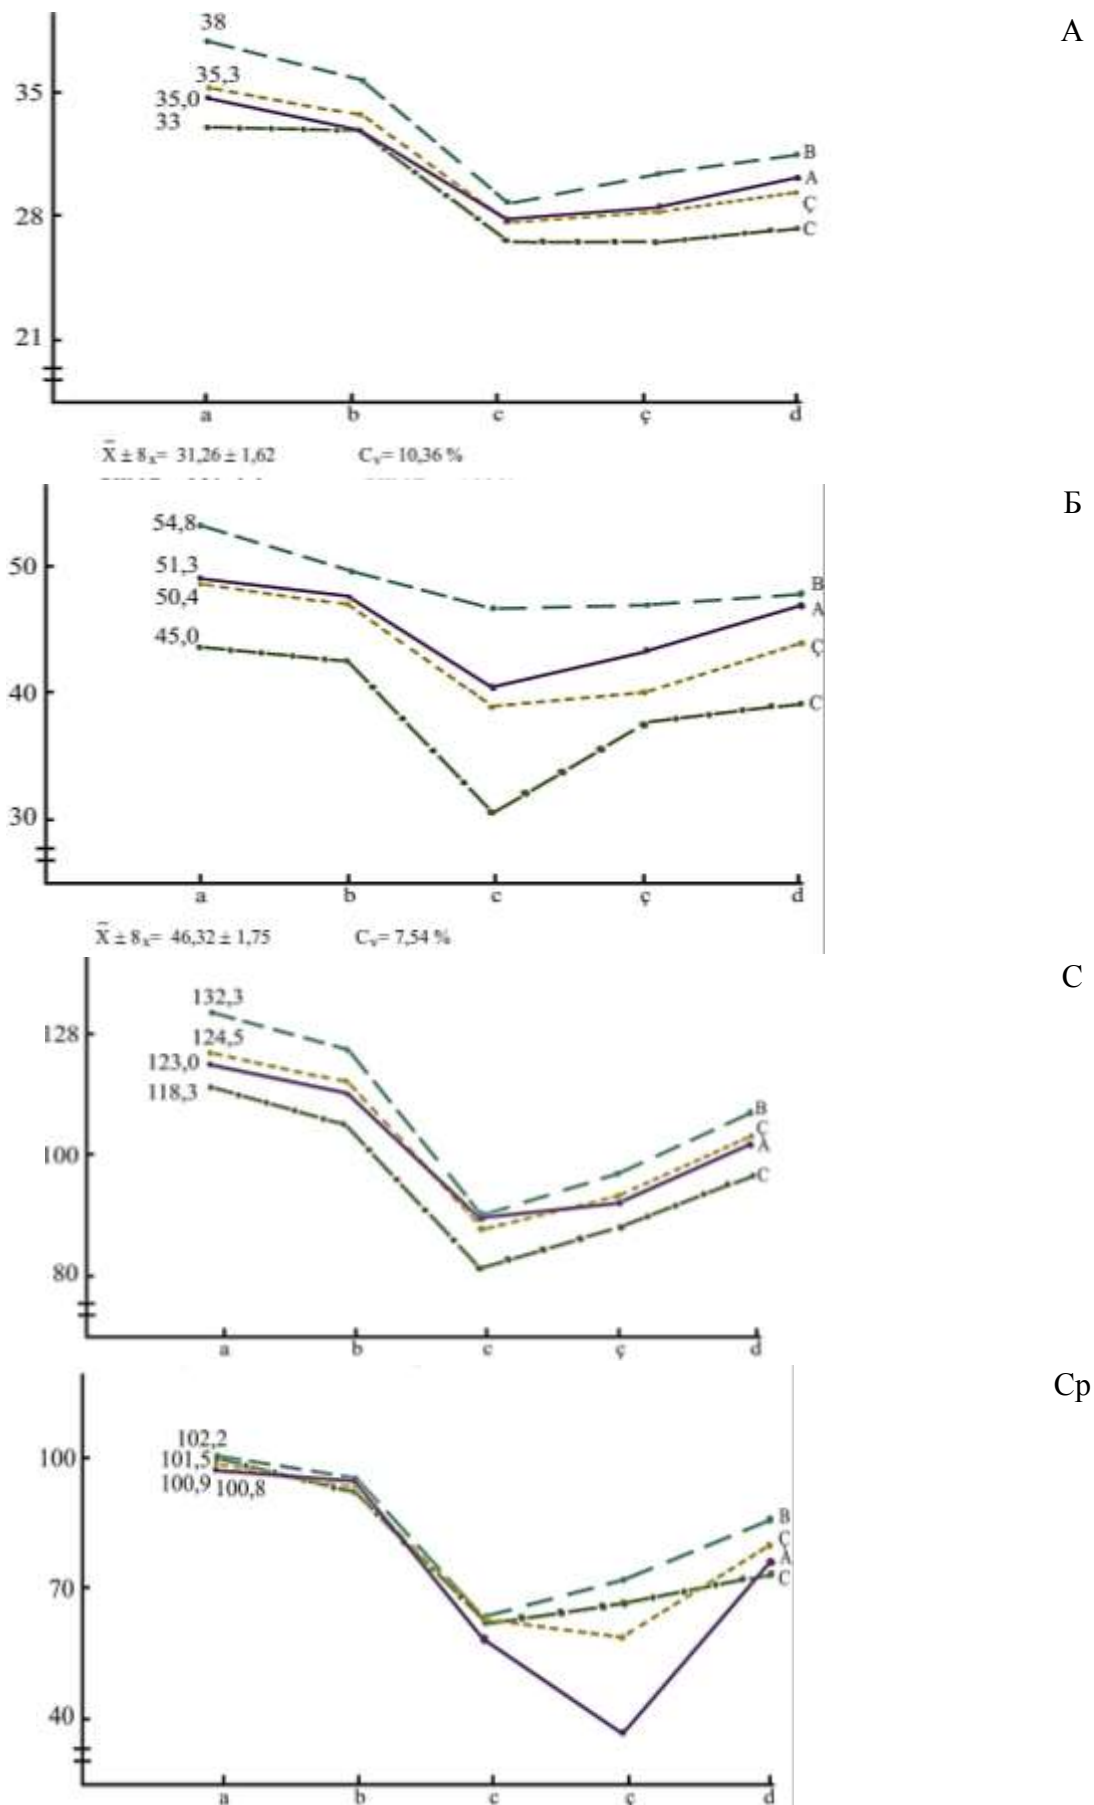 А
38
35,3
35
35,0
33
B
A
Ç
C
28
21
a b c ç d
X̄ ± 8ₓ= 31,26 ± 1,62 Cᵥ= 10,36 %
Б
54,8
50
51,3
50,4
45,0
B
A
Ç
C
40
30
a b c ç d
X̄ ± 8ₓ= 46,32 ± 1,75 Cᵥ= 7,54 %
С
132,3
128
124,5
123,0
118,3
B
Ç
A
C
100
80
a b c ç d
Ср
102,2
100
101,5
100,9 100,8
B
Ç
A
C
70
40
a b c ç d